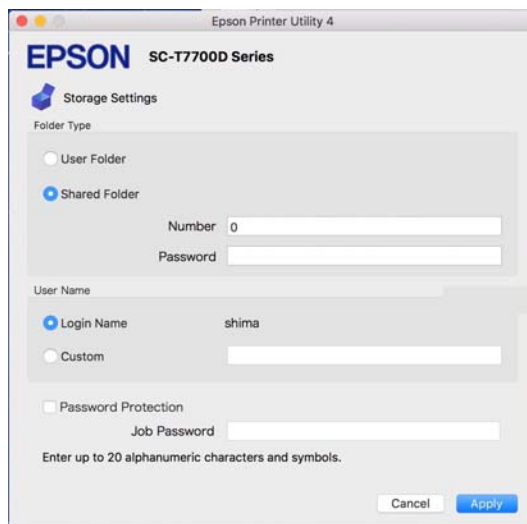 Epson Printer Utility 4
EPSON SC-T7700D Series
Storage Settings
Folder Type
User Folder
Shared Folder
Number 0
Password
User Name
Login Name shima
Custom
Password Protection
Job Password
Enter up to 20 alphanumeric characters and symbols.
Cancel Apply